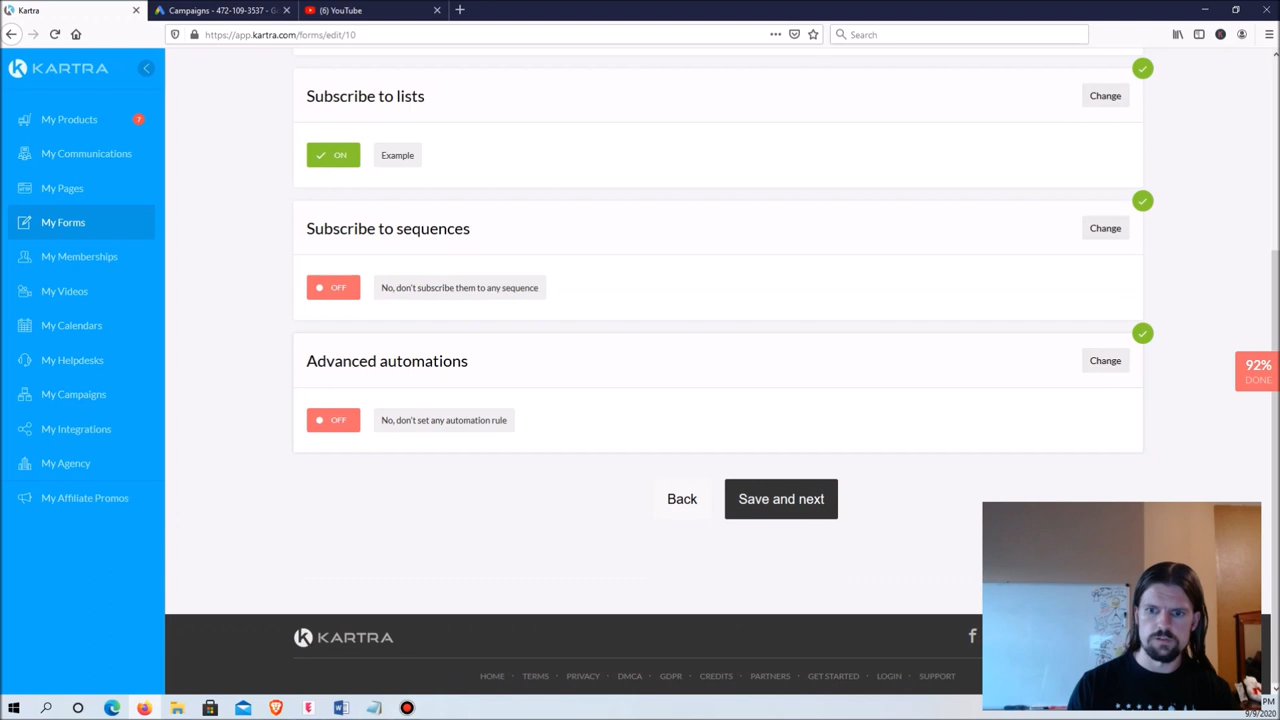 Kartra
Campaigns - 472-109-3537 - G
(6) YouTube
https://app.kartra.com/forms/edit/10
Search
KARTRA
My Products
My Communications
My Pages
My Forms
My Memberships
My Videos
My Calendars
My Helpdesks
My Campaigns
My Integrations
My Agency
My Affiliate Promos
Subscribe to lists
Change
ON
Example
Subscribe to sequences
Change
OFF
No, don't subscribe them to any sequence
Advanced automations
Change
OFF
No, don't set any automation rule
92%
DONE
Back
Save and next
KARTRA
HOME · TERMS · PRIVACY · DMCA · GDPR · CREDITS · PARTNERS · GET STARTED · LOGIN · SUPPORT
PM
9/9/2020